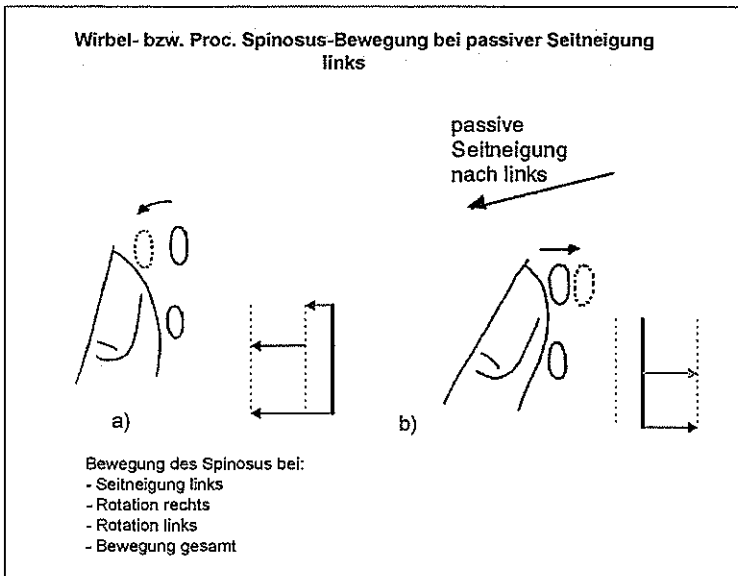 Wirbel- bzw. Proc. Spinosus-Bewegung bei passiver Seitneigung
links
passive
Seitneigung
nach links
a)
b)
Bewegung des Spinosus bei:
- Seitneigung links
- Rotation rechts
- Rotation links
- Bewegung gesamt